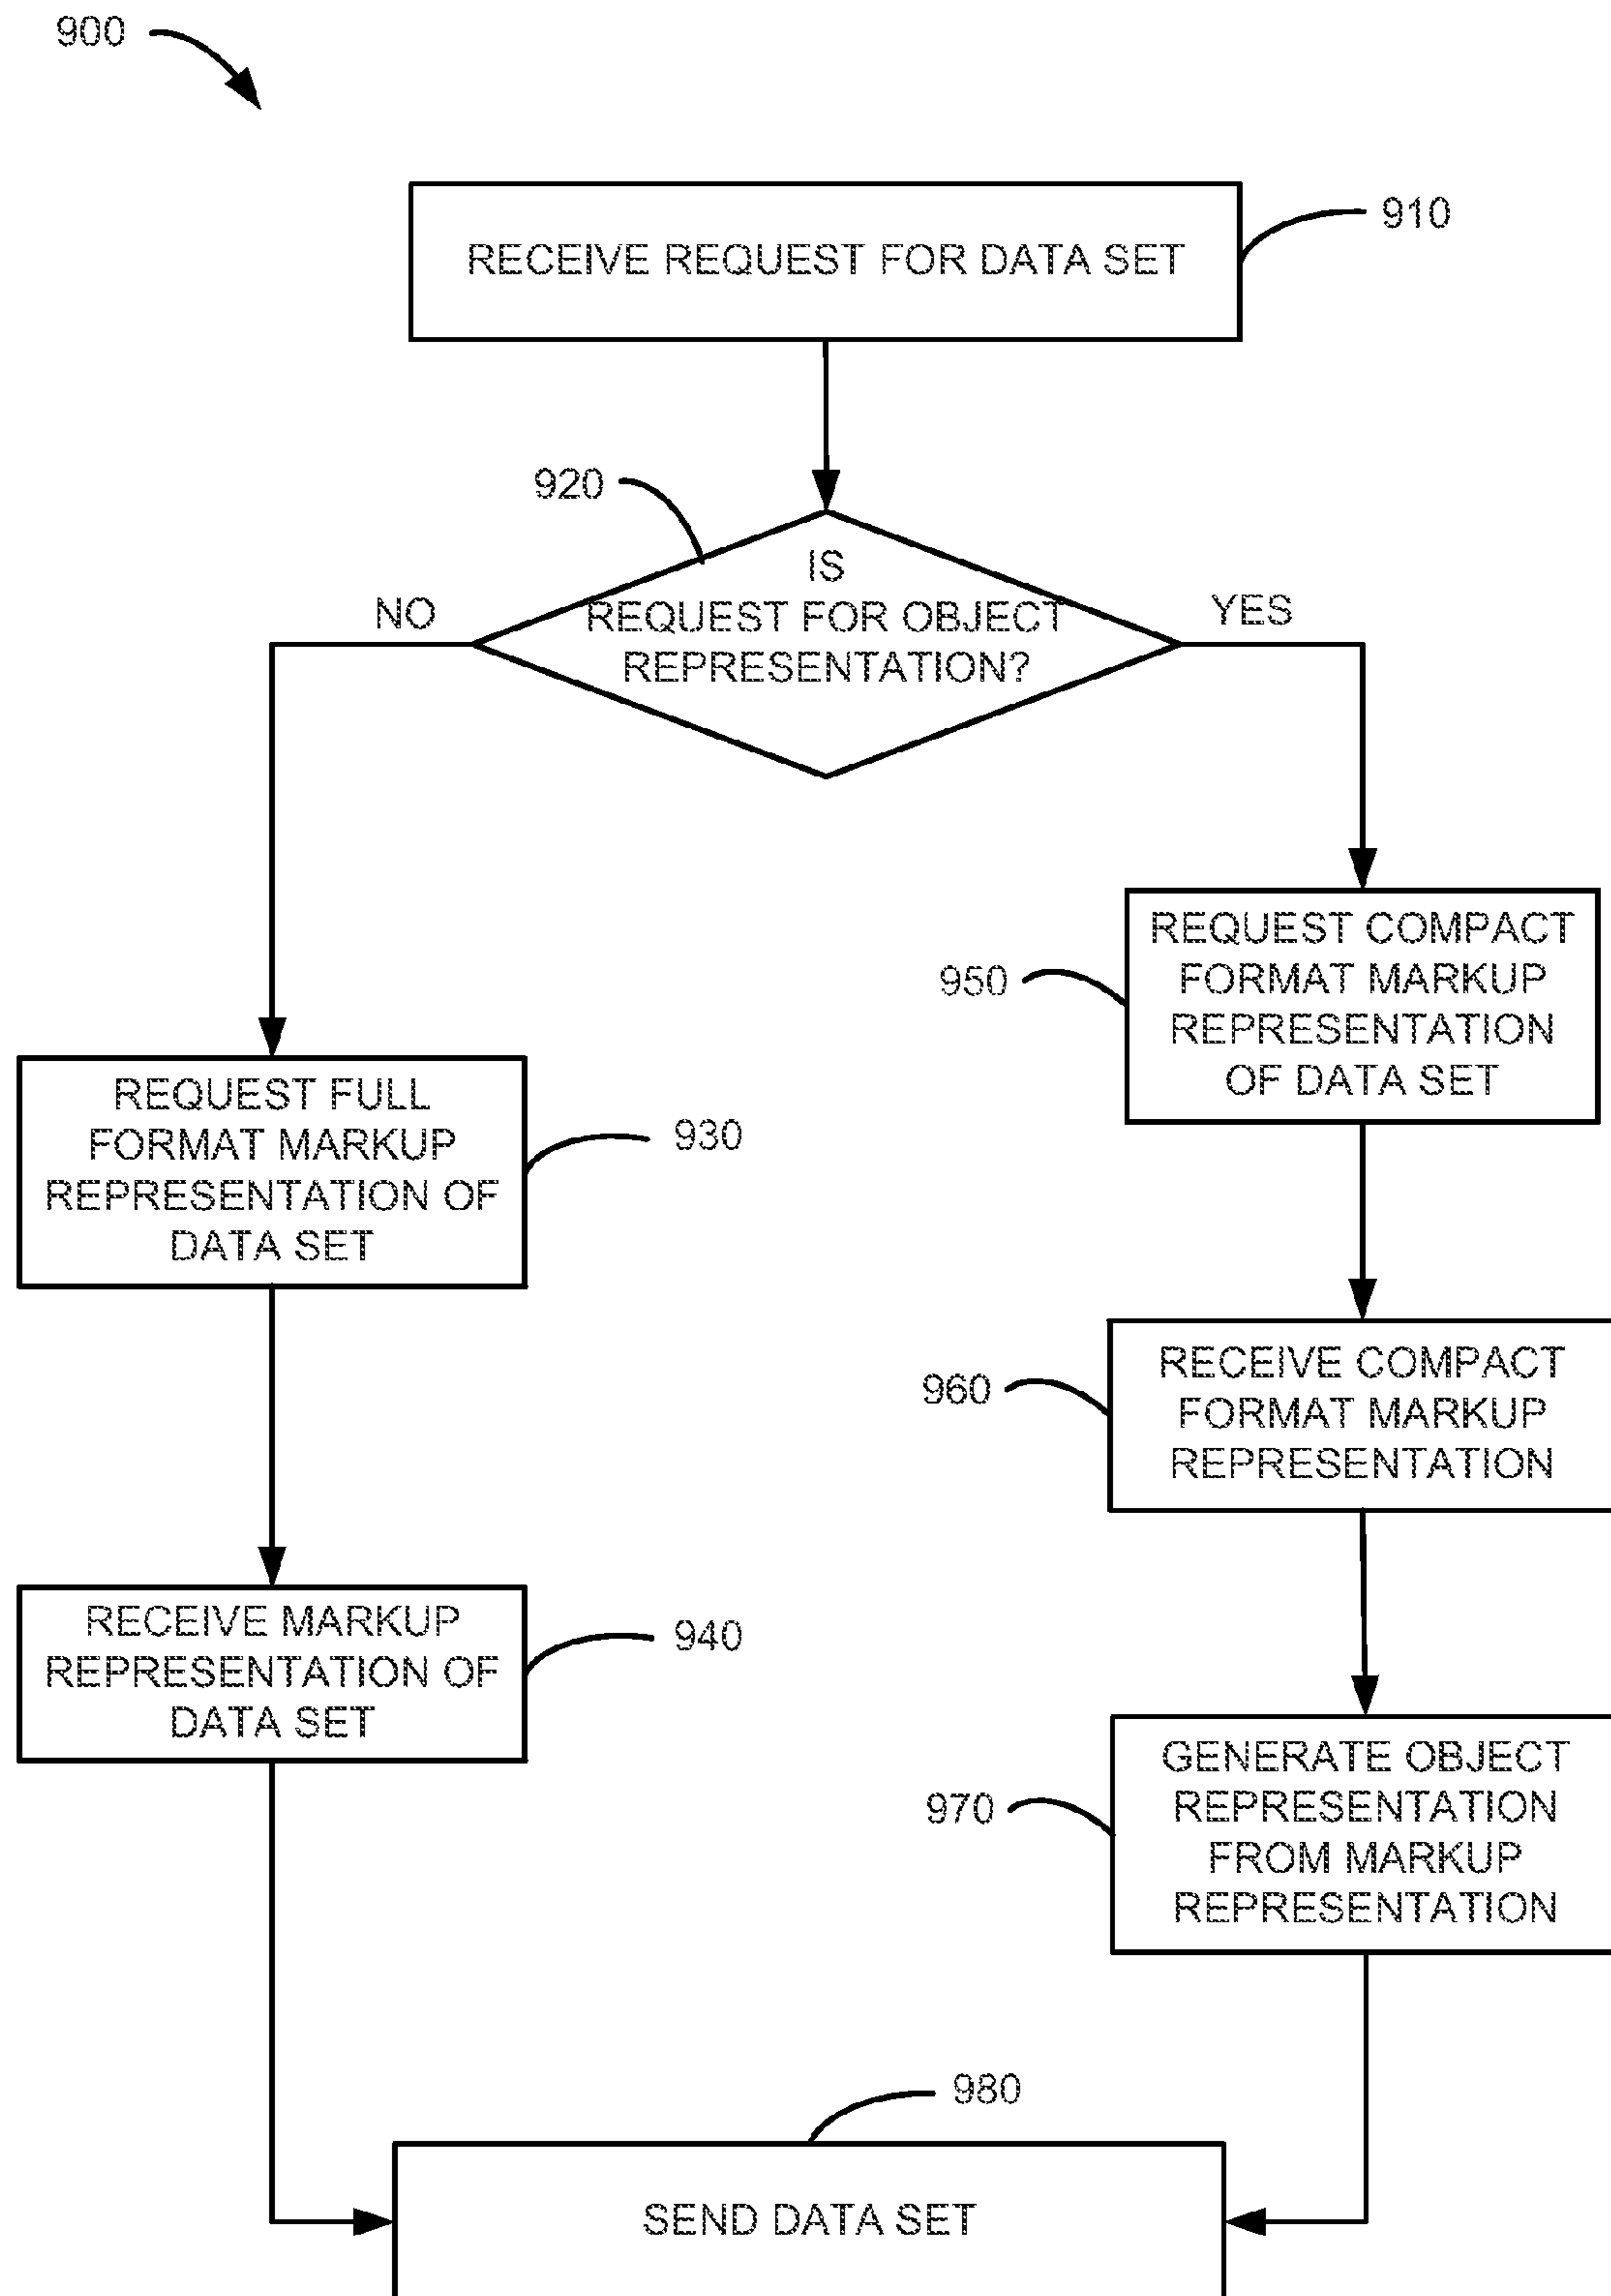 900
RECEIVE REQUEST FOR DATA SET
910
920
IS
REQUEST FOR OBJECT
REPRESENTATION?
NO
YES
REQUEST COMPACT
FORMAT MARKUP
REPRESENTATION
OF DATA SET
950
REQUEST FULL
FORMAT MARKUP
REPRESENTATION OF
DATA SET
930
RECEIVE COMPACT
FORMAT MARKUP
REPRESENTATION
960
RECEIVE MARKUP
REPRESENTATION OF
DATA SET
940
GENERATE OBJECT
REPRESENTATION
FROM MARKUP
REPRESENTATION
970
980
SEND DATA SET